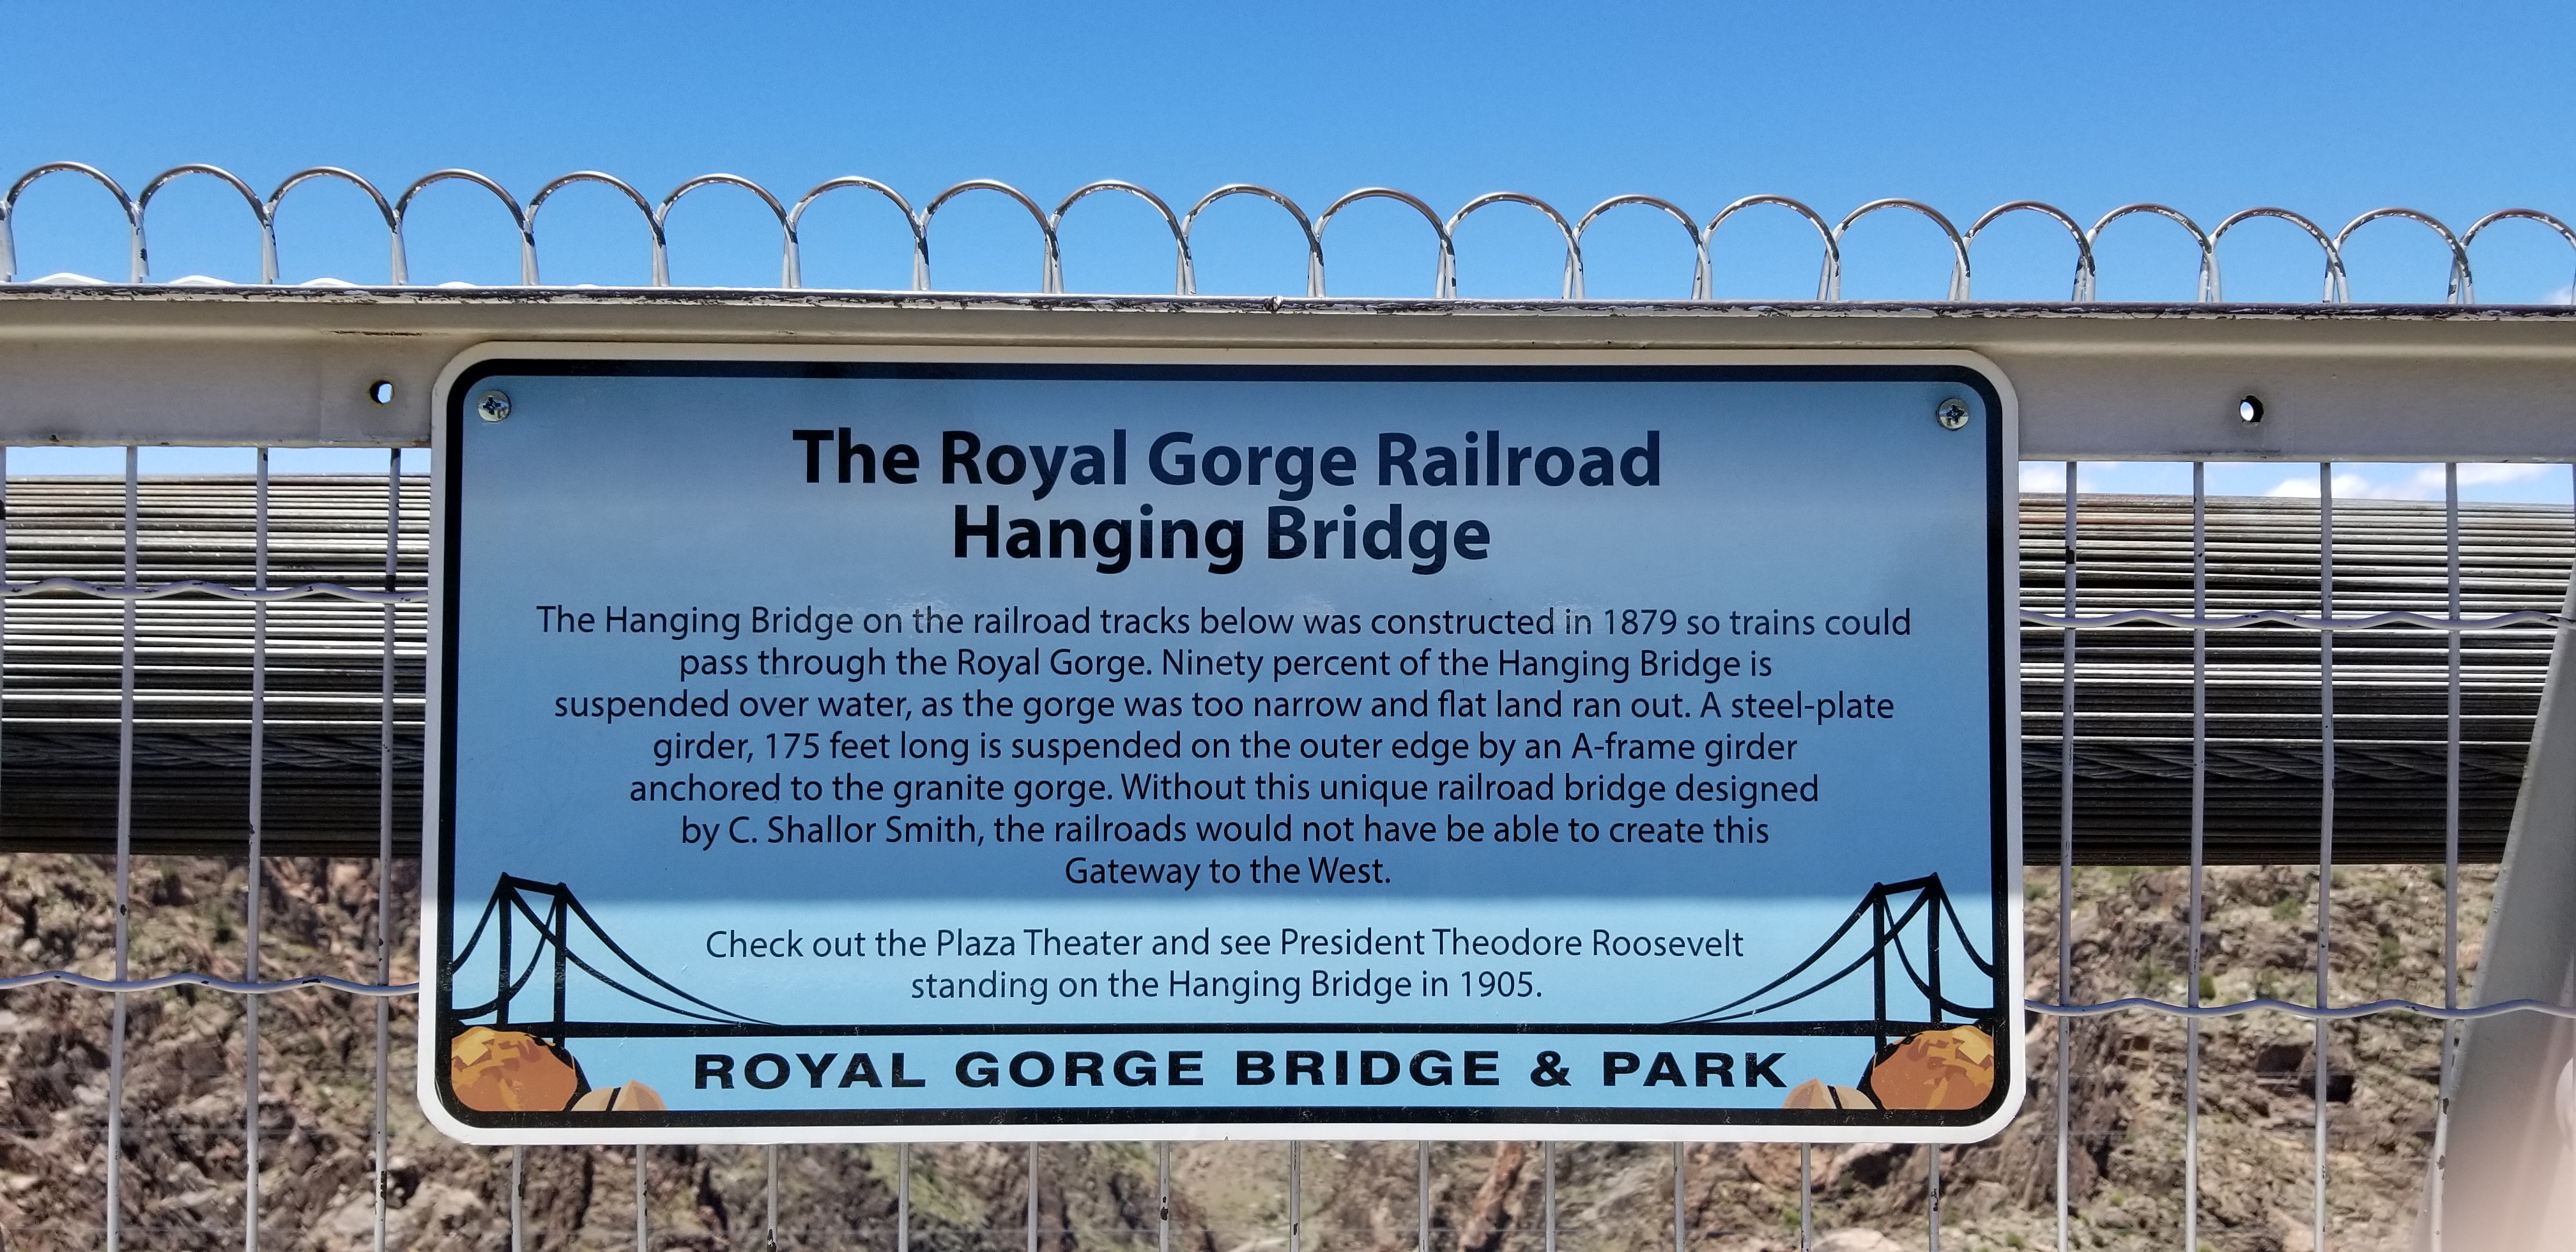 The Royal Gorge Railroad
Hanging Bridge
The Hanging Bridge on the railroad tracks below was constructed in 1879 so trains could
pass through the Royal Gorge. Ninety percent of the Hanging Bridge is
suspended over water, as the gorge was too narrow and flat land ran out. A steel-plate
girder, 175 feet long is suspended on the outer edge by an A-frame girder
anchored to the granite gorge. Without this unique railroad bridge designed
by C. Shallor Smith, the railroads would not have be able to create this
Gateway to the West.
Check out the Plaza Theater and see President Theodore Roosevelt
standing on the Hanging Bridge in 1905.
ROYAL GORGE BRIDGE & PARK